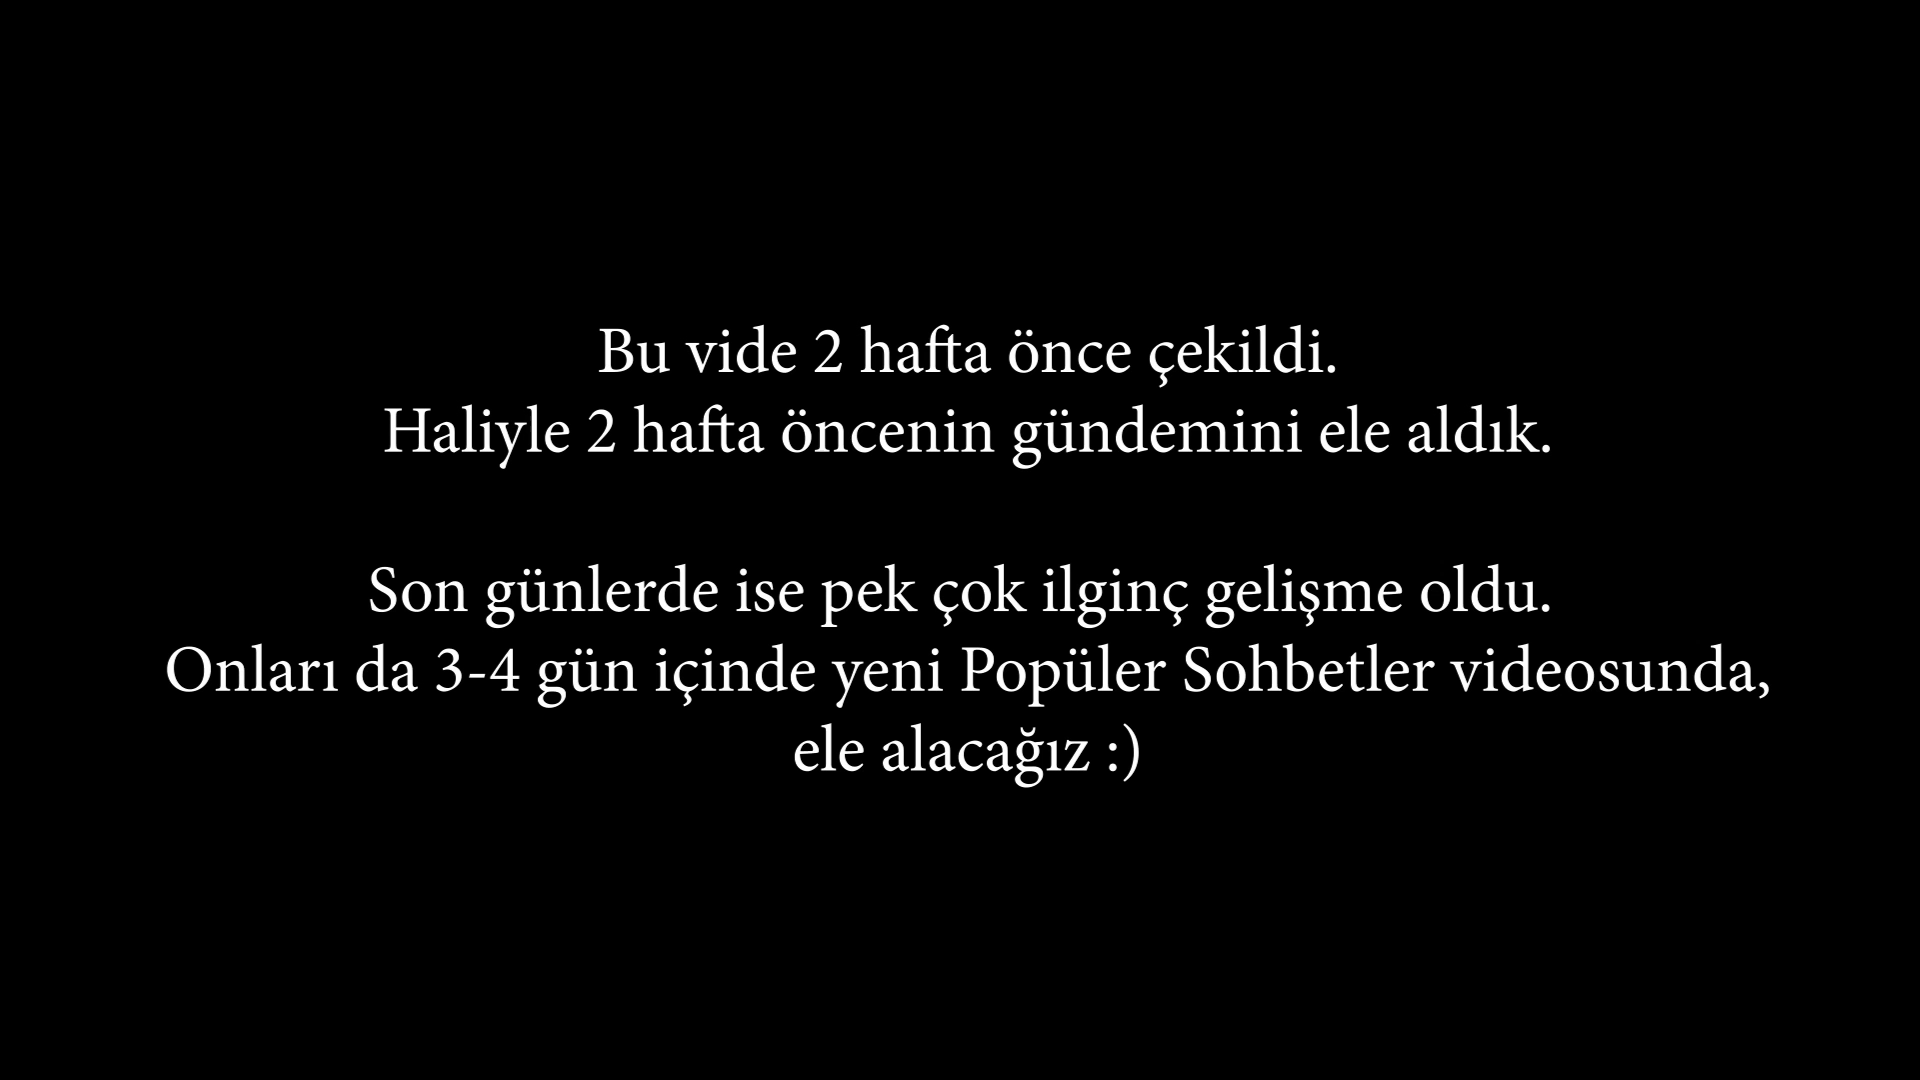 Bu vide 2 hafta önce çekildi.
Haliyle 2 hafta öncenin gündemini ele aldık.
Son günlerde ise pek çok ilginç gelişme oldu.
Onları da 3-4 gün içinde yeni Popüler Sohbetler videosunda,
ele alacağız :)